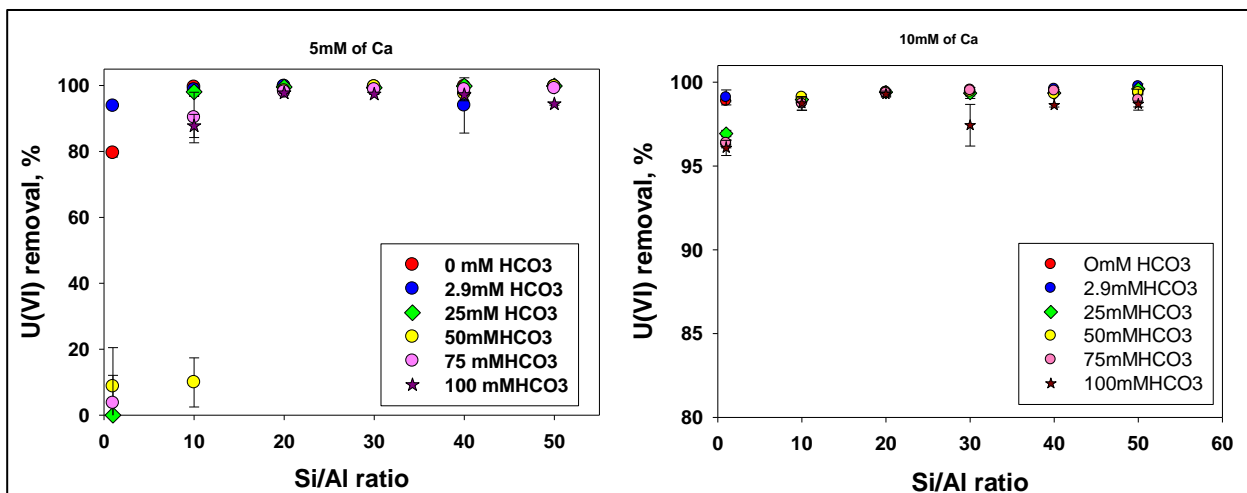 5mM of Ca
U(VI) removal, %
100
80
60
40
20
0
0 mM HCO3
2.9mM HCO3
25mM HCO3
50mMHCO3
75 mMHCO3
100 mMHCO3
0 10 20 30 40 50
Si/Al ratio
10mM of Ca
U(VI) removal, %
100
95
90
85
80
OmM HCO3
2.9mMHCO3
25mMHCO3
50mMHCO3
75mMHCO3
100mMHCO3
0 10 20 30 40 50 60
Si/Al ratio